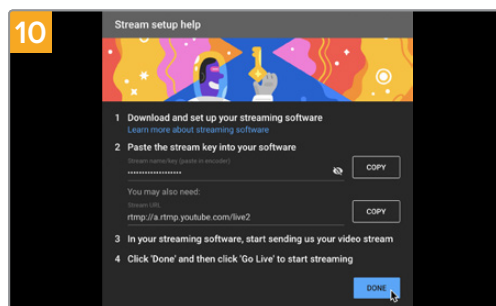 10
Stream setup help
1 Download and set up your streaming software
Learn more about streaming software
2 Paste the stream key into your software
Stream name/key (paste in encoder)
••••••••••••••••••••
COPY
You may also need:
Stream URL
rtmp://a.rtmp.youtube.com/live2
COPY
3 In your streaming software, start sending us your video stream
4 Click 'Done' and then click 'Go Live' to start streaming
DONE